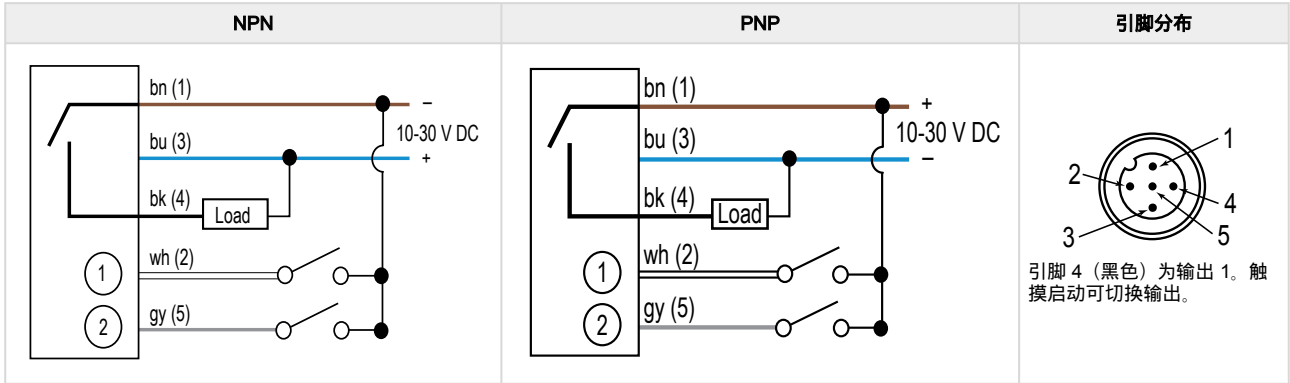 NPN
PNP
引脚分布
bn (1)
−
10-30 V DC
bu (3)
+
bk (4)
Load
wh (2)
1
gy (5)
2
bn (1)
+
10-30 V DC
bu (3)
−
bk (4)
Load
wh (2)
1
gy (5)
2
1
2
4
3
5
引脚 4（黑色）为输出 1。触
摸启动可切换输出。